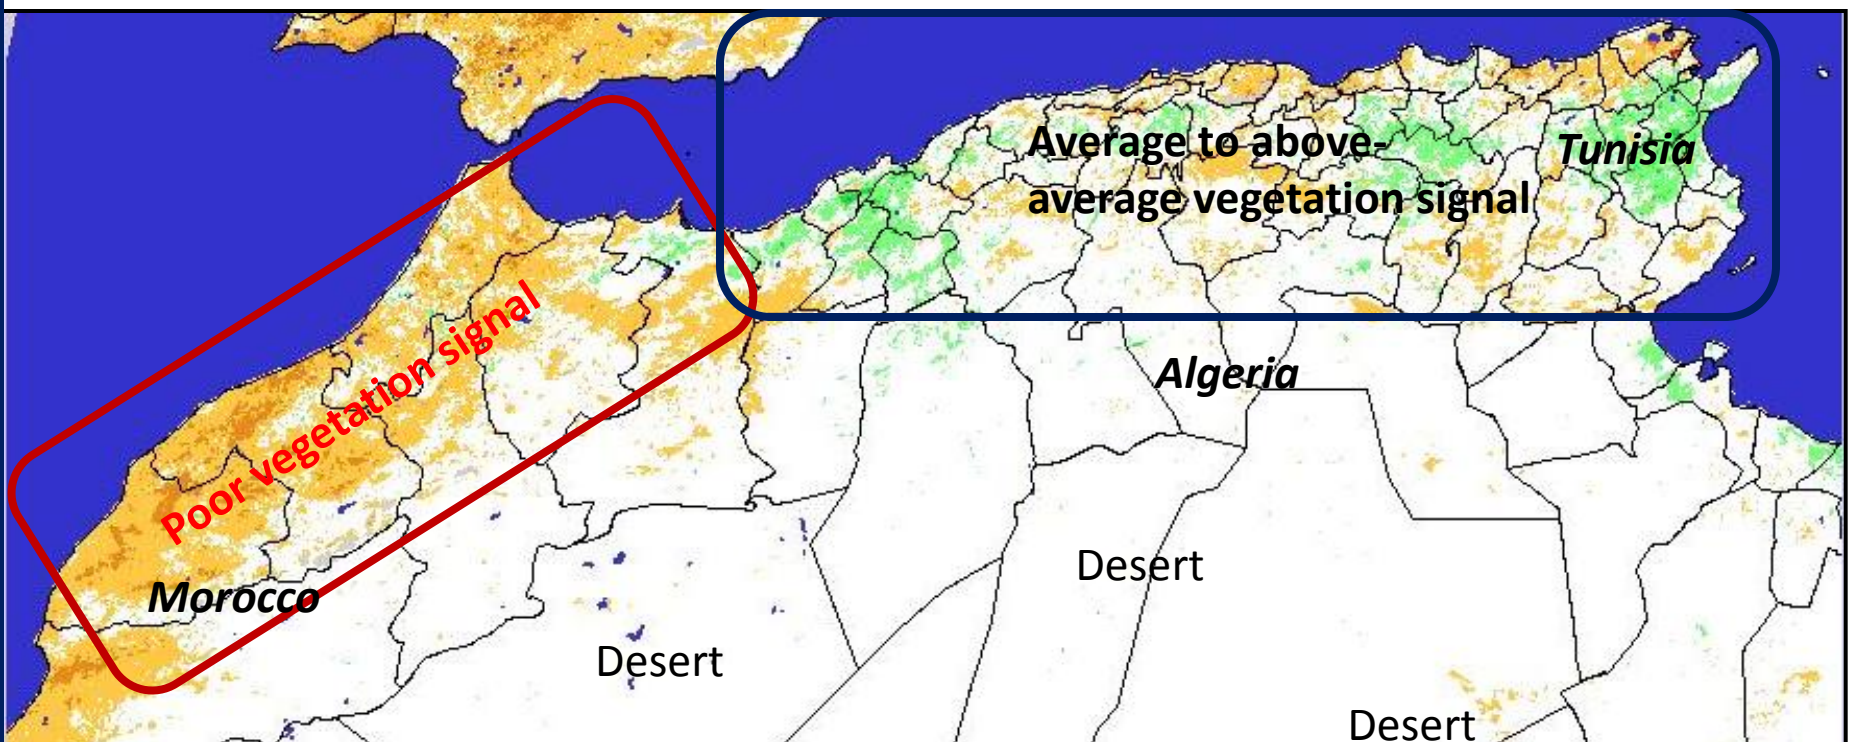 Average to above-
average vegetation signal
Tunisia
Poor vegetation signal
Algeria
Morocco
Desert
Desert
Desert